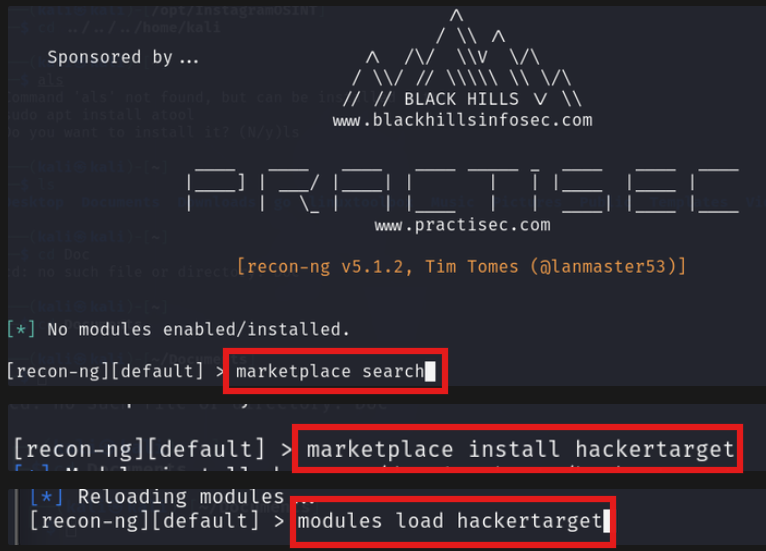 Sponsored by ...
BLACK HILLS
www.blackhillsinfosec.com
PRACTISEC
www.practisec.com
[recon-ng v5.1.2, Tim Tomes (@lanmaster53)]
[*] No modules enabled/installed.
[recon-ng][default] > marketplace search
[recon-ng][default] > marketplace install hackertarget
[*] Reloading modules ...
[recon-ng][default] > modules load hackertarget